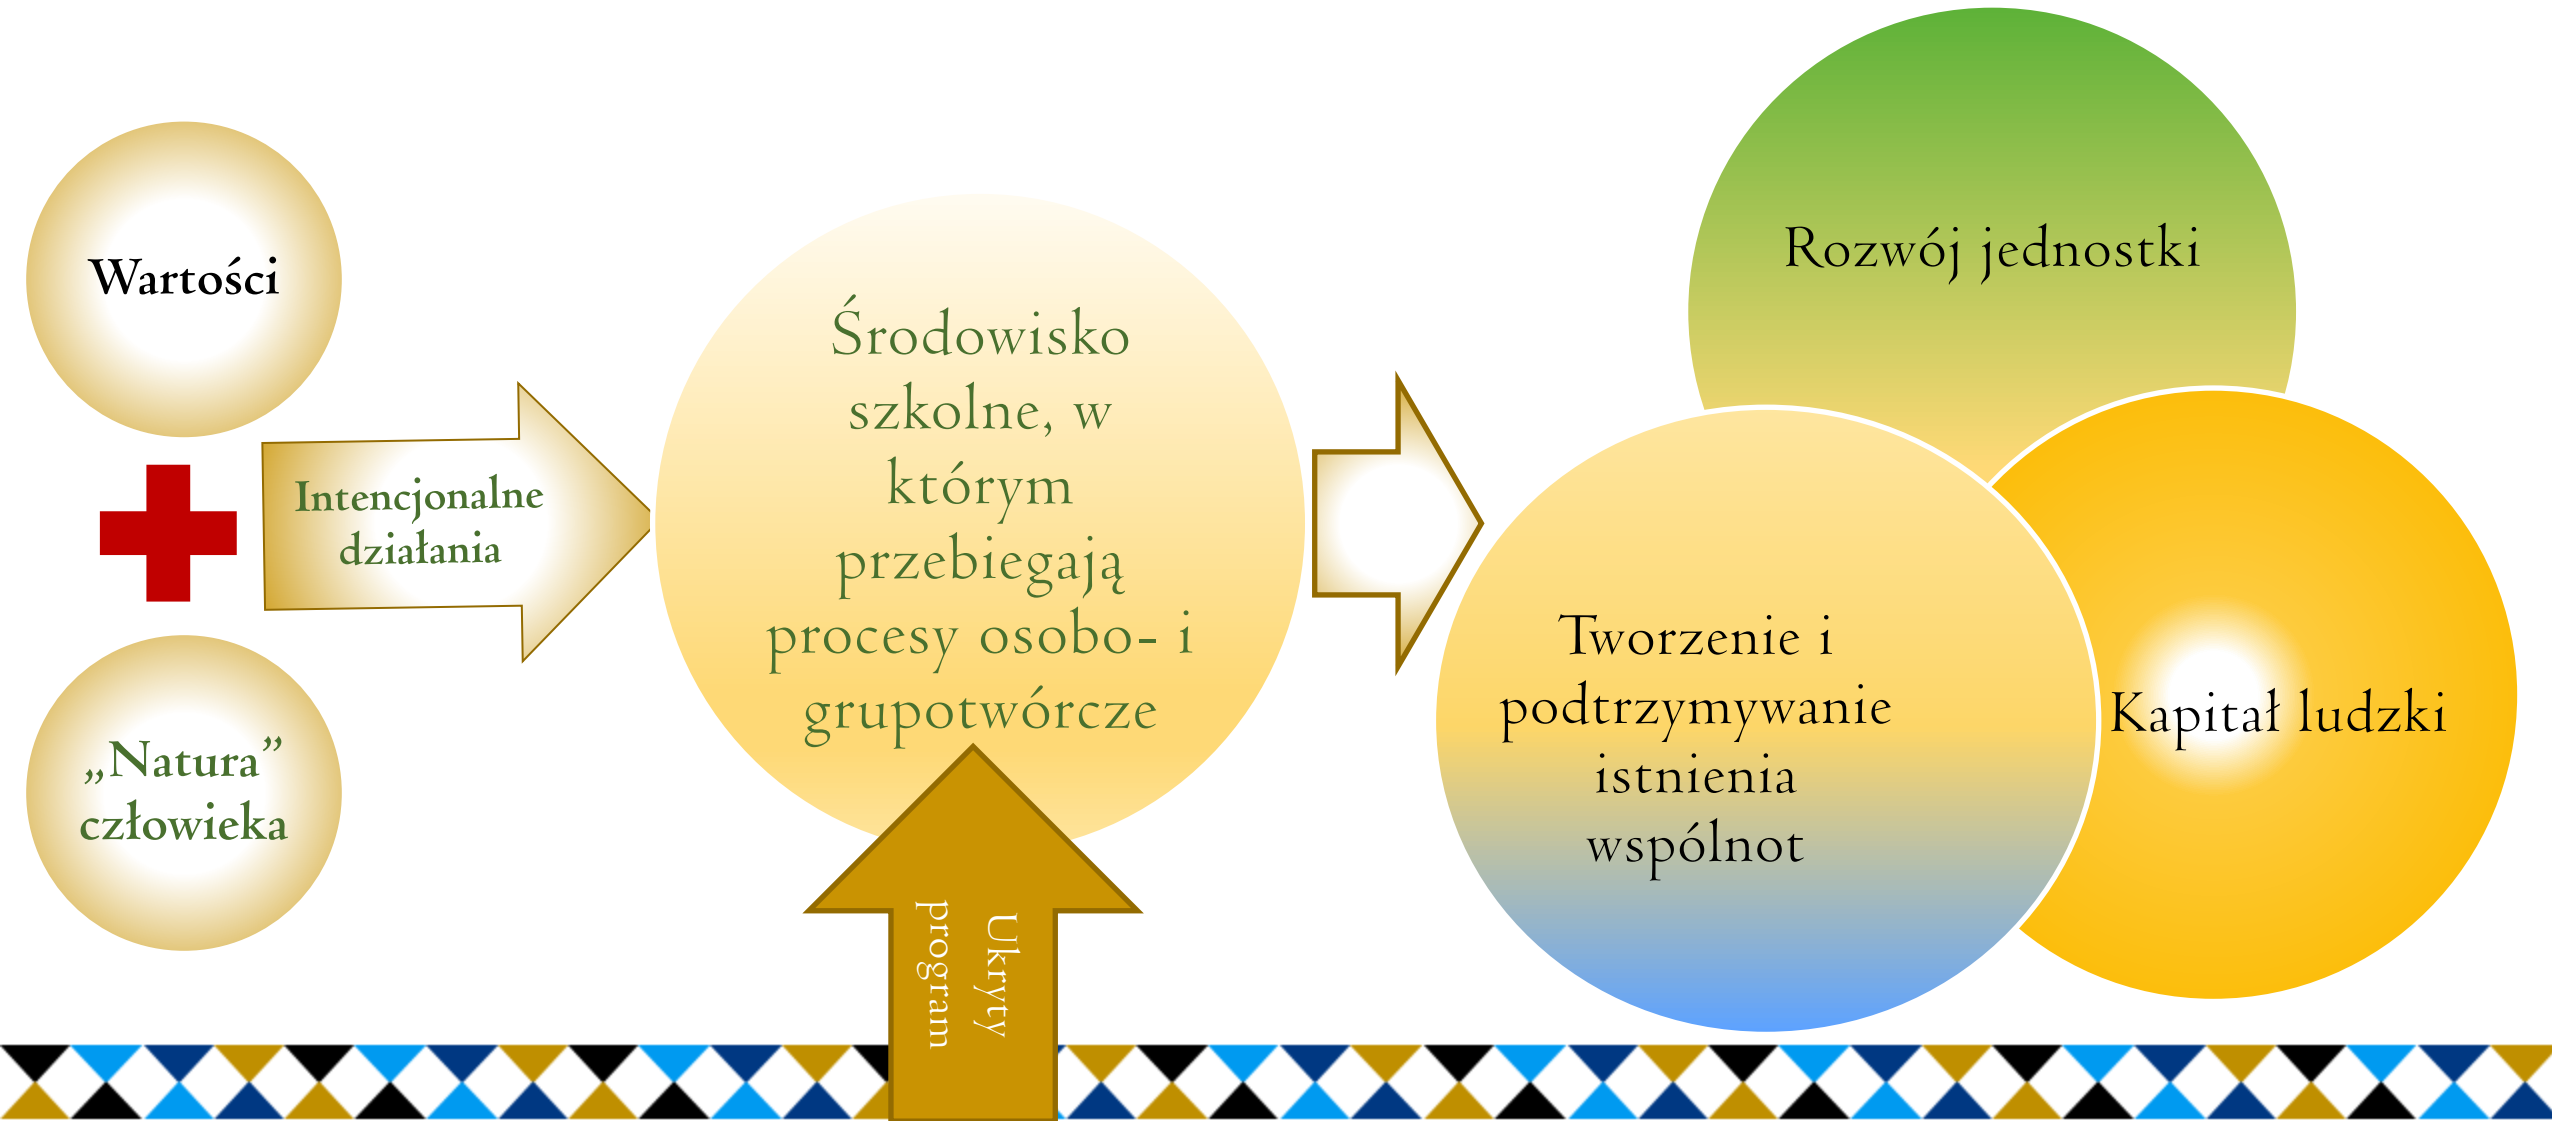 Wartości
„Natura”
człowieka
Intencjonalne
działania
Środowisko
szkolne, w
którym
przebiegają
procesy osobo- i
grupotwórcze
Ukryty
program
Rozwój jednostki
Tworzenie i
podtrzymywanie
istnienia
wspólnot
Kapitał ludzki